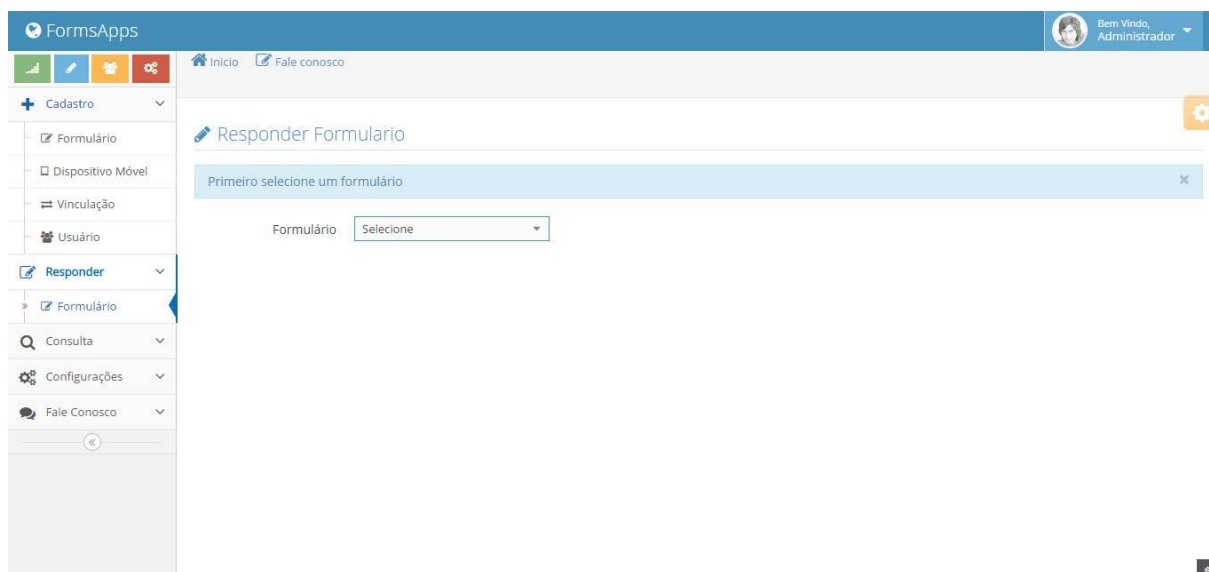 FormsApps
Bem Vindo,
Administrador
Inicio Fale conosco
Cadastro
Formulário
Dispositivo Móvel
Vinculação
Usuário
Responder
Formulário
Consulta
Configurações
Fale Conosco
Responder Formulario
Primeiro selecione um formulário
Formulário Selecione